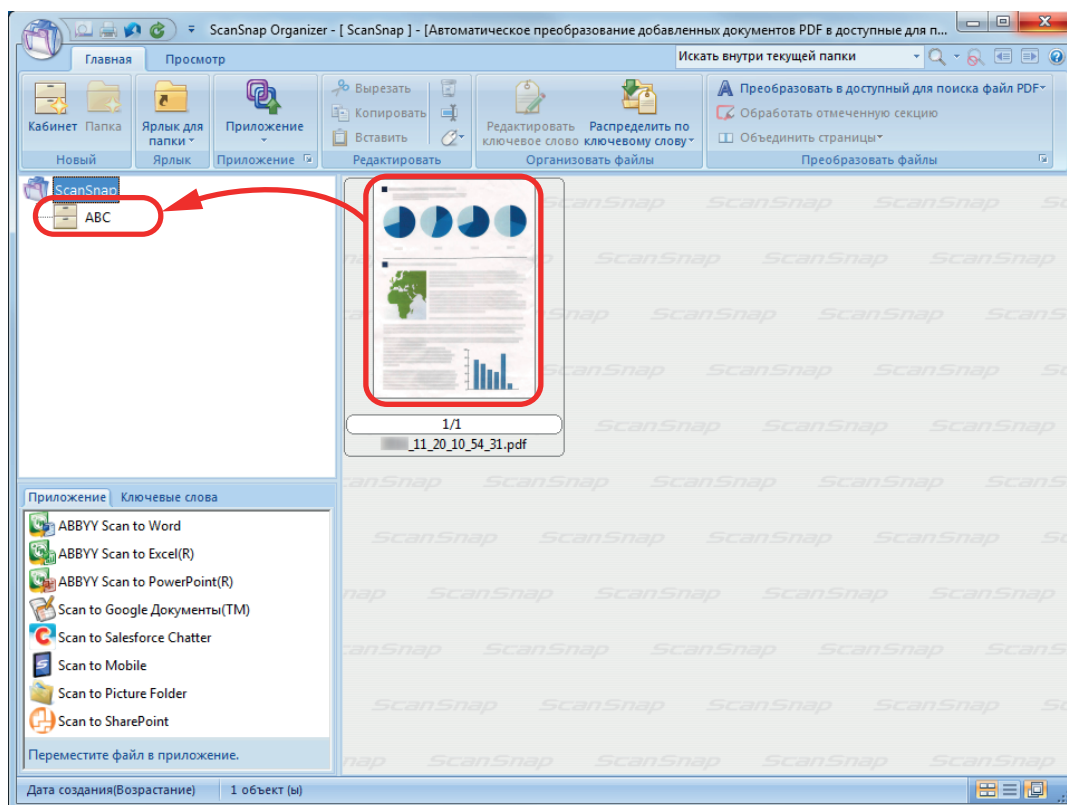 ScanSnap Organizer - [ ScanSnap ] - [Автоматическое преобразование добавленных документов PDF в доступные для п...
Главная Просмотр
Искать внутри текущей папки
Кабинет Папка
Новый
Ярлык для папки
Ярлык
Приложение
Приложение
Вырезать
Копировать
Вставить
Редактировать
Редактировать ключевое слово
Распределить по ключевому слову
Организовать файлы
Преобразовать в доступный для поиска файл PDF
Обработать отмеченную секцию
Объединить страницы
Преобразовать файлы
ScanSnap
ABC
1/1
_11_20_10_54_31.pdf
Приложение Ключевые слова
ABBYY Scan to Word
ABBYY Scan to Excel(R)
ABBYY Scan to PowerPoint(R)
Scan to Google Документы(TM)
Scan to Salesforce Chatter
Scan to Mobile
Scan to Picture Folder
Scan to SharePoint
Переместите файл в приложение.
Дата создания(Возрастание) 1 объект (ы)